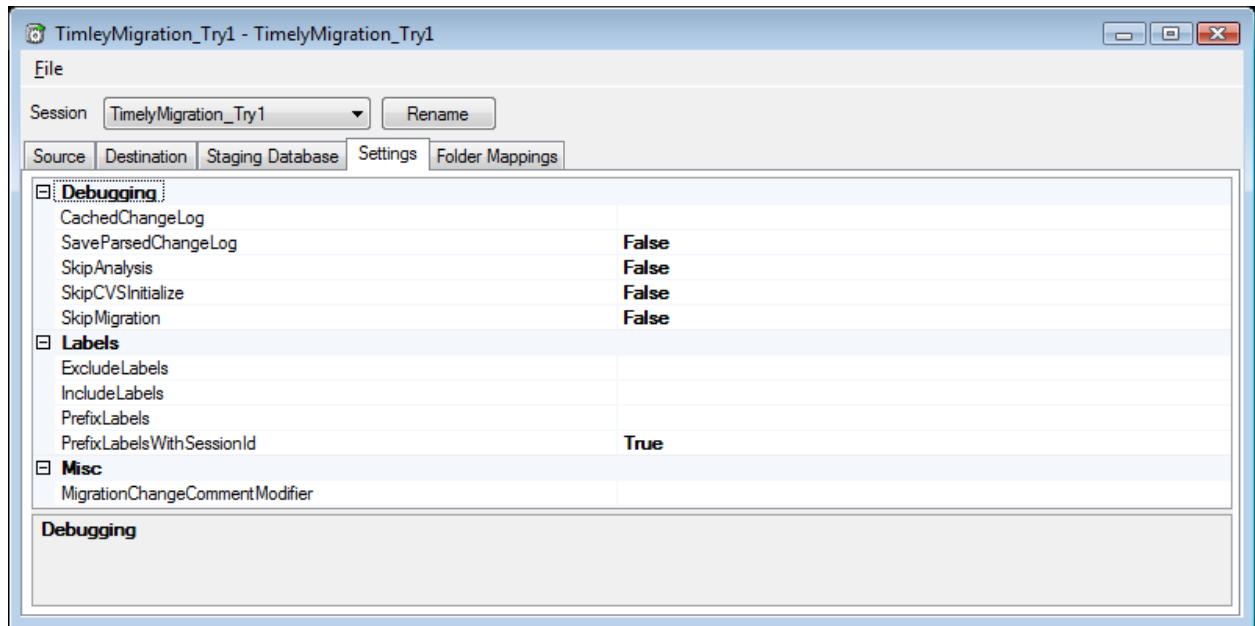 TimleyMigration_Try1 - TimelyMigration_Try1
File
Session TimelyMigration_Try1 Rename
Source Destination Staging Database Settings Folder Mappings
Debugging
CachedChangeLog
SaveParsedChangeLog False
SkipAnalysis False
SkipCVSInitialize False
SkipMigration False
Labels
ExcludeLabels
IncludeLabels
PrefixLabels
PrefixLabelsWithSessionId True
Misc
MigrationChangeCommentModifier
Debugging